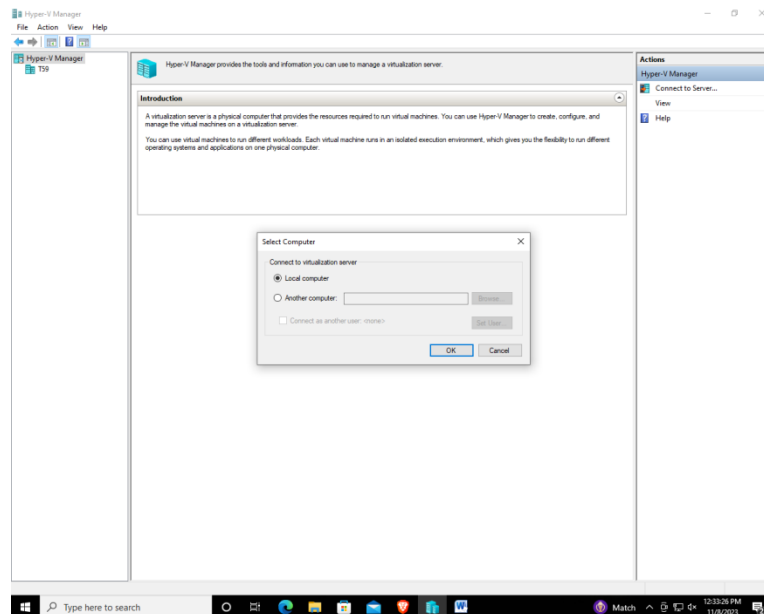 Hyper-V Manager
File Action View Help
Hyper-V Manager
T59
Hyper-V Manager provides the tools and information you can use to manage a virtualization server.
Introduction
A virtualization server is a physical computer that provides the resources required to run virtual machines. You can use Hyper-V Manager to create, configure, and
manage the virtual machines on a virtualization server.
You can use virtual machines to run different workloads. Each virtual machine runs in an isolated execution environment, which gives you the flexibility to run different
operating systems and applications on one physical computer.
Select Computer
Connect to virtualization server
Local computer
Another computer:
Browse...
Connect as another user: <none>
Set User...
OK Cancel
Actions
Hyper-V Manager
Connect to Server...
View
Help
Type here to search
Match
12:33:26 PM
11/8/2023